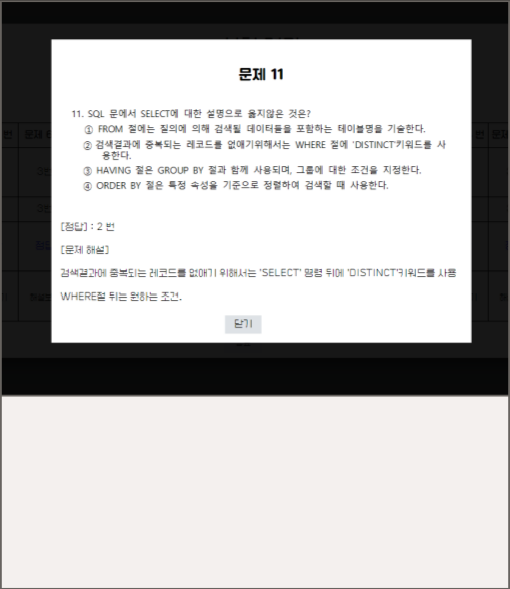 문제 11
11. SQL 문에서 SELECT에 대한 설명으로 옳지않은 것은?
① FROM 절에는 질의에 의해 검색될 데이터들을 포함하는 테이블명을 기술한다.
② 검색결과에 중복되는 레코드를 없애기위해서는 WHERE 절에 'DISTINCT'키워드를 사
용한다.
③ HAVING 절은 GROUP BY 절과 함께 사용되며, 그룹에 대한 조건을 지정한다.
④ ORDER BY 절은 특정 속성을 기준으로 정렬하여 검색할 때 사용한다.
[정답] : 2 번
[문제 해설]
검색결과에 중복되는 레코드를 없애기 위해서는 'SELECT' 명령 뒤에 'DISTINCT'키워드를 사용
WHERE절 뒤는 원하는 조건.
닫기